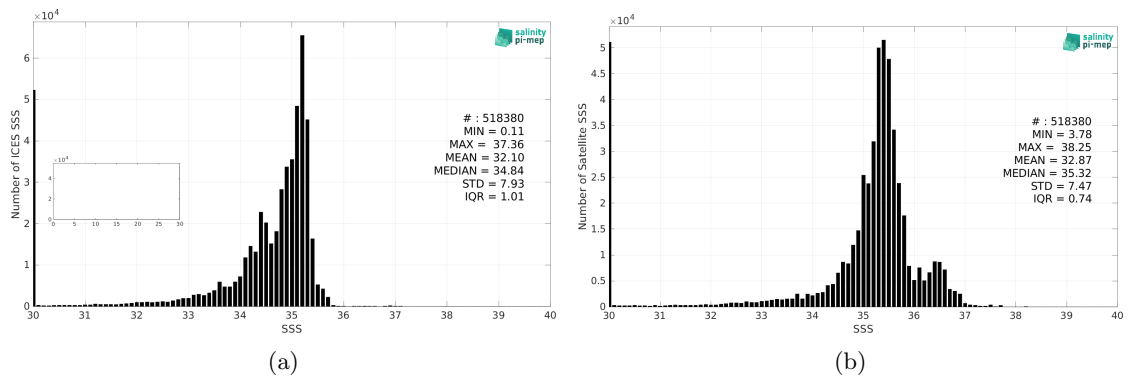 ×10⁴
6
5
4
3
2
1
0
Number of ICES SSS
salinity
pi-mep
# : 518380
MIN = 0.11
MAX = 37.36
MEAN = 32.10
MEDIAN = 34.84
STD = 7.93
IQR = 1.01
×10⁴
4
2
0
0 5 10 15 20 25 30
30 31 32 33 34 35 36 37 38 39 40
SSS
(a)
×10⁴
5
4.5
4
3.5
3
2.5
2
1.5
1
0.5
0
Number of Satellite SSS
salinity
pi-mep
# : 518380
MIN = 3.78
MAX = 38.25
MEAN = 32.87
MEDIAN = 35.32
STD = 7.47
IQR = 0.74
30 31 32 33 34 35 36 37 38 39 40
SSS
(b)